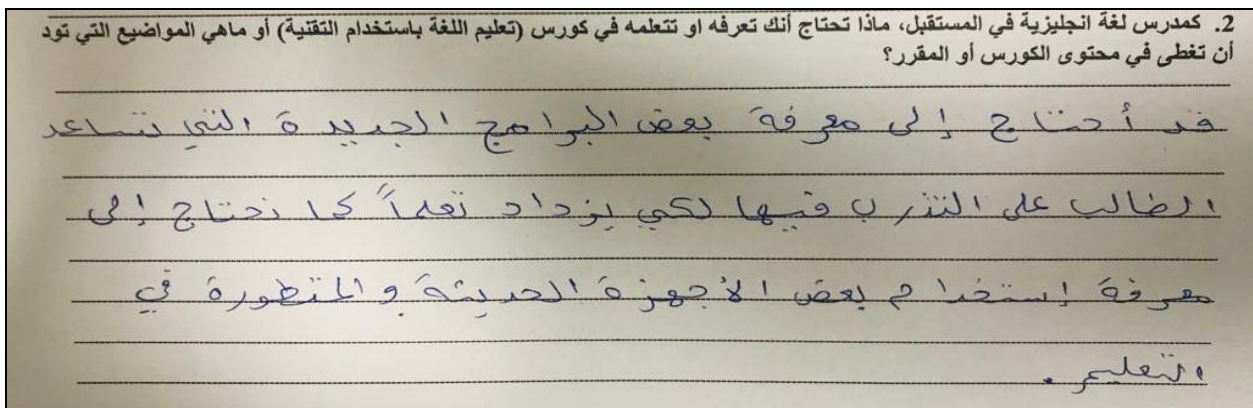 2. كمدرس لغة انجليزية في المستقبل، ماذا تحتاج أنك تعرفه او تتعلمه في كورس (تعليم اللغة باستخدام التقنية) أو ماهي المواضيع التي تود
أن تغطى في محتوى الكورس أو المقرر؟
قد أحتاج إلى معرفة بعض البرامج الجديدة التي تساعد
الطالب على التدرب فيها لكي يزداد تعلماً كما نحتاج إلى
معرفة إستخدام بعض الأجهزة الحديثة والمتطورة في
التعليم.